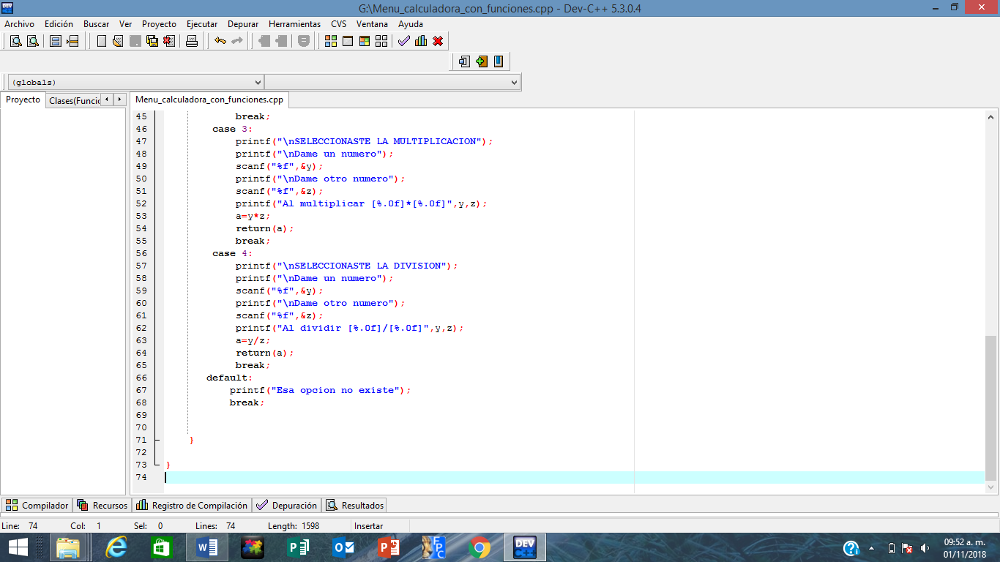 G:\Menu_calculadora_con_funciones.cpp - Dev-C++ 5.3.0.4
Archivo Edición Buscar Ver Proyecto Ejecutar Depurar Herramientas CVS Ventana Ayuda
(globals)
Proyecto Clases(Funcio Menu_calculadora_con_funciones.cpp
45 break;
46 case 3:
47 printf("\nSELECCIONASTE LA MULTIPLICACION");
48 printf("\nDame un numero");
49 scanf("%f",&y);
50 printf("\nDame otro numero");
51 scanf("%f",&z);
52 printf("Al multiplicar [%.0f]*[%.0f]",y,z);
53 a=y*z;
54 return(a);
55 break;
56 case 4:
57 printf("\nSELECCIONASTE LA DIVISION");
58 printf("\nDame un numero");
59 scanf("%f",&y);
60 printf("\nDame otro numero");
61 scanf("%f",&z);
62 printf("Al dividir [%.0f]/[%.0f]",y,z);
63 a=y/z;
64 return(a);
65 break;
66 default:
67 printf("Esa opcion no existe");
68 break;
69
70
71 }
72
73 }
74
Compilador Recursos Registro de Compilación Depuración Resultados
Line: 74 Col: 1 Sel: 0 Lines: 74 Length: 1598 Insertar
DEV C++
09:52 a. m.
01/11/2018